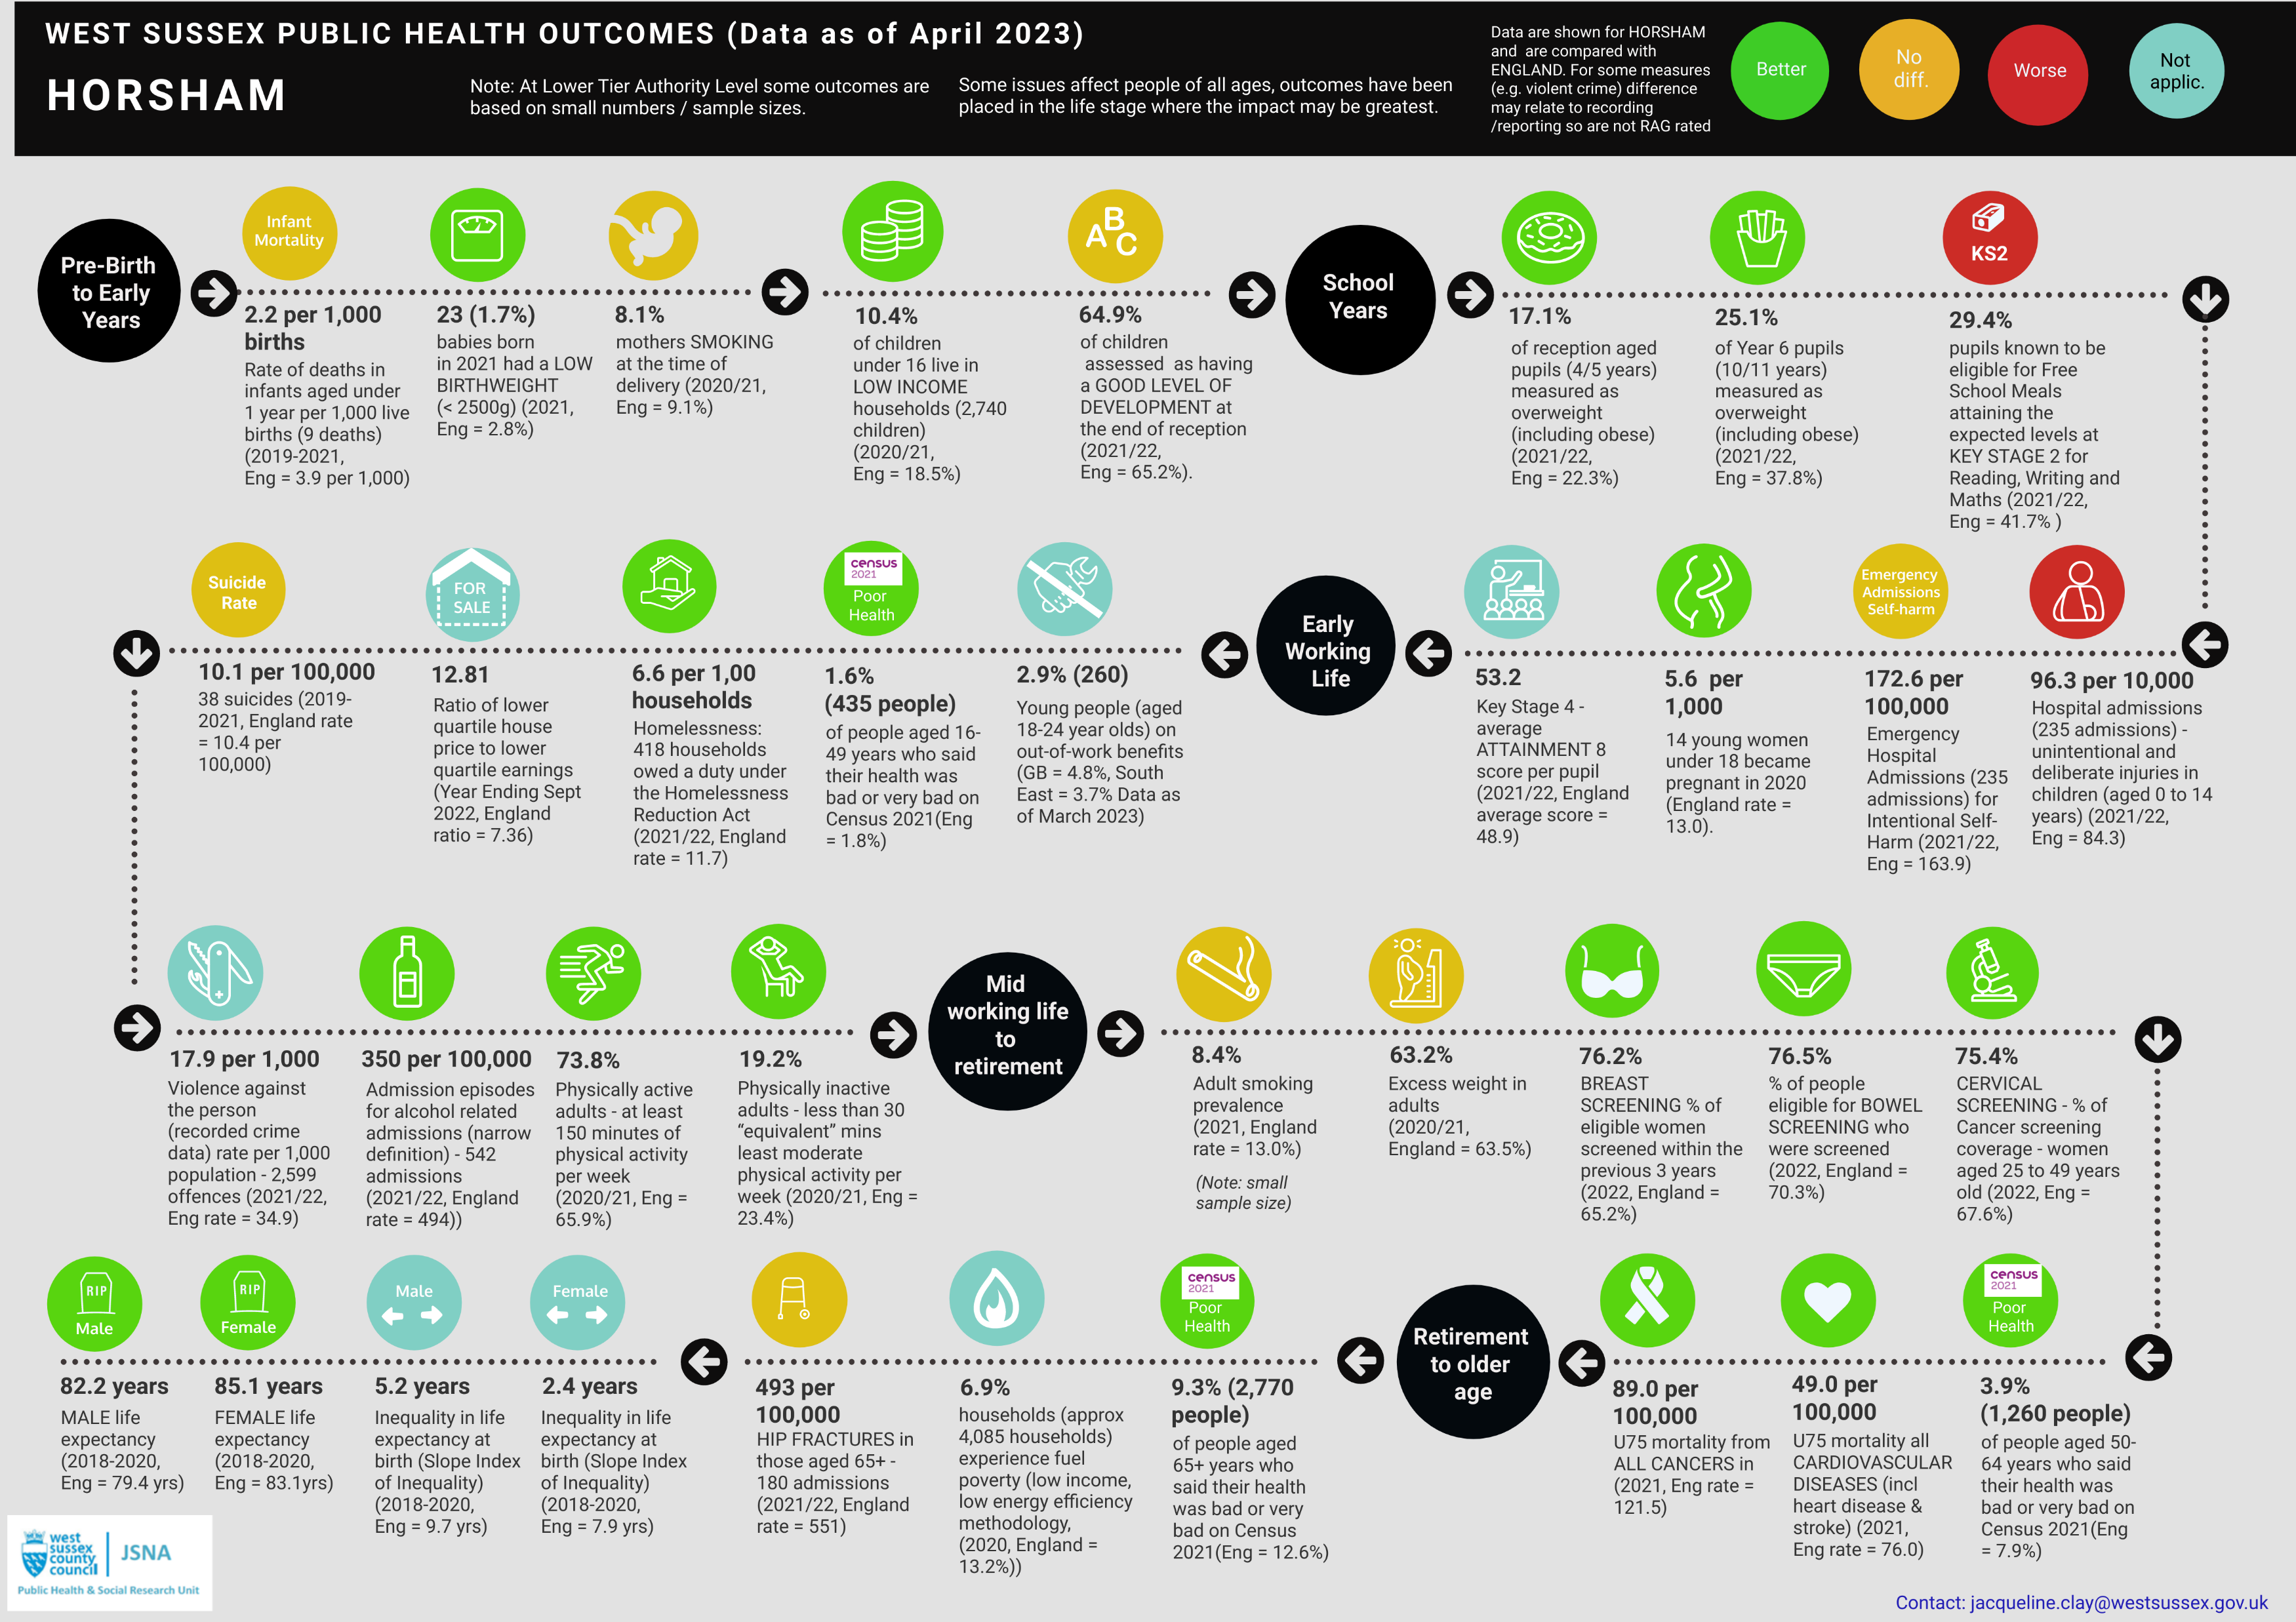 WEST SUSSEX PUBLIC HEALTH OUTCOMES (Data as of April 2023)
HORSHAM
Note: At Lower Tier Authority Level some outcomes are
based on small numbers / sample sizes.
Some issues affect people of all ages, outcomes have been
placed in the life stage where the impact may be greatest.
Data are shown for HORSHAM
and are compared with
ENGLAND. For some measures
(e.g. violent crime) difference
may relate to recording
/reporting so are not RAG rated
Better
No
diff.
Worse
Not
applic.
Pre-Birth
to Early
Years
Infant
Mortality
2.2 per 1,000
births
Rate of deaths in
infants aged under
1 year per 1,000 live
births (9 deaths)
(2019-2021,
Eng = 3.9 per 1,000)
23 (1.7%)
babies born
in 2021 had a LOW
BIRTHWEIGHT
(< 2500g) (2021,
Eng = 2.8%)
8.1%
mothers SMOKING
at the time of
delivery (2020/21,
Eng = 9.1%)
10.4%
of children
under 16 live in
LOW INCOME
households (2,740
children)
(2020/21,
Eng = 18.5%)
A B C
64.9%
of children
assessed as having
a GOOD LEVEL OF
DEVELOPMENT at
the end of reception
(2021/22,
Eng = 65.2%).
School
Years
17.1%
of reception aged
pupils (4/5 years)
measured as
overweight
(including obese)
(2021/22,
Eng = 22.3%)
25.1%
of Year 6 pupils
(10/11 years)
measured as
overweight
(including obese)
(2021/22,
Eng = 37.8%)
KS2
29.4%
pupils known to be
eligible for Free
School Meals
attaining the
expected levels at
KEY STAGE 2 for
Reading, Writing and
Maths (2021/22,
Eng = 41.7% )
Suicide
Rate
10.1 per 100,000
38 suicides (2019-
2021, England rate
= 10.4 per
100,000)
FOR
SALE
12.81
Ratio of lower
quartile house
price to lower
quartile earnings
(Year Ending Sept
2022, England
ratio = 7.36)
6.6 per 1,00
households
Homelessness:
418 households
owed a duty under
the Homelessness
Reduction Act
(2021/22, England
rate = 11.7)
census
2021
Poor
Health
1.6%
(435 people)
of people aged 16-
49 years who said
their health was
bad or very bad on
Census 2021(Eng
= 1.8%)
2.9% (260)
Young people (aged
18-24 year olds) on
out-of-work benefits
(GB = 4.8%, South
East = 3.7% Data as
of March 2023)
Early
Working
Life
53.2
Key Stage 4 -
average
ATTAINMENT 8
score per pupil
(2021/22, England
average score =
48.9)
5.6 per
1,000
14 young women
under 18 became
pregnant in 2020
(England rate =
13.0).
Emergency
Admissions
Self-harm
172.6 per
100,000
Emergency
Hospital
Admissions (235
admissions) for
Intentional Self-
Harm (2021/22,
Eng = 163.9)
96.3 per 10,000
Hospital admissions
(235 admissions) -
unintentional and
deliberate injuries in
children (aged 0 to 14
years) (2021/22,
Eng = 84.3)
17.9 per 1,000
Violence against
the person
(recorded crime
data) rate per 1,000
population - 2,599
offences (2021/22,
Eng rate = 34.9)
350 per 100,000
Admission episodes
for alcohol related
admissions (narrow
definition) - 542
admissions
(2021/22, England
rate = 494))
73.8%
Physically active
adults - at least
150 minutes of
physical activity
per week
(2020/21, Eng =
65.9%)
19.2%
Physically inactive
adults - less than 30
“equivalent” mins
least moderate
physical activity per
week (2020/21, Eng =
23.4%)
Mid
working life
to
retirement
8.4%
Adult smoking
prevalence
(2021, England
rate = 13.0%)
(Note: small
sample size)
63.2%
Excess weight in
adults
(2020/21,
England = 63.5%)
76.2%
BREAST
SCREENING % of
eligible women
screened within the
previous 3 years
(2022, England =
65.2%)
76.5%
% of people
eligible for BOWEL
SCREENING who
were screened
(2022, England =
70.3%)
75.4%
CERVICAL
SCREENING - % of
Cancer screening
coverage - women
aged 25 to 49 years
old (2022, Eng =
67.6%)
RIP
Male
82.2 years
MALE life
expectancy
(2018-2020,
Eng = 79.4 yrs)
RIP
Female
85.1 years
FEMALE life
expectancy
(2018-2020,
Eng = 83.1yrs)
Male
5.2 years
Inequality in life
expectancy at
birth (Slope Index
of Inequality)
(2018-2020,
Eng = 9.7 yrs)
Female
2.4 years
Inequality in life
expectancy at
birth (Slope Index
of Inequality)
(2018-2020,
Eng = 7.9 yrs)
493 per
100,000
HIP FRACTURES in
those aged 65+ -
180 admissions
(2021/22, England
rate = 551)
6.9%
households (approx
4,085 households)
experience fuel
poverty (low income,
low energy efficiency
methodology,
(2020, England =
13.2%))
census
2021
Poor
Health
9.3% (2,770
people)
of people aged
65+ years who
said their health
was bad or very
bad on Census
2021(Eng = 12.6%)
Retirement
to older
age
89.0 per
100,000
U75 mortality from
ALL CANCERS in
(2021, Eng rate =
121.5)
49.0 per
100,000
U75 mortality all
CARDIOVASCULAR
DISEASES (incl
heart disease &
stroke) (2021,
Eng rate = 76.0)
census
2021
Poor
Health
3.9%
(1,260 people)
of people aged 50-
64 years who said
their health was
bad or very bad on
Census 2021(Eng
= 7.9%)
west
sussex
county
council
JSNA
Public Health & Social Research Unit
Contact: jacqueline.clay@westsussex.gov.uk